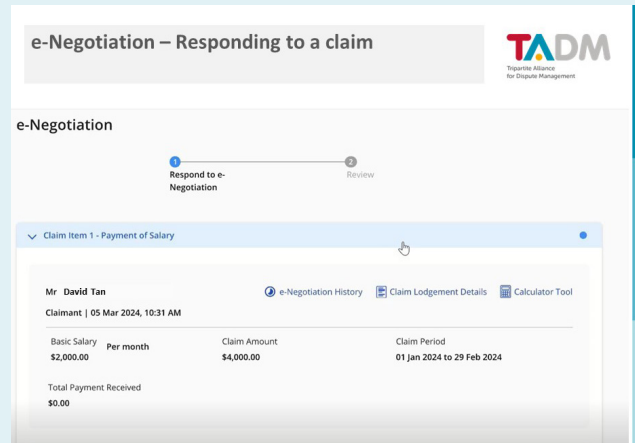 e-Negotiation – Responding to a claim
TADM
Tripartite Alliance
for Dispute Management
e-Negotiation
1
2
Respond to e-
Negotiation
Review
Claim Item 1 - Payment of Salary
Mr David Tan
e-Negotiation History
Claim Lodgement Details
Calculator Tool
Claimant | 05 Mar 2024, 10:31 AM
Basic Salary
Per month
$2,000.00
Claim Amount
$4,000.00
Claim Period
01 Jan 2024 to 29 Feb 2024
Total Payment Received
$0.00